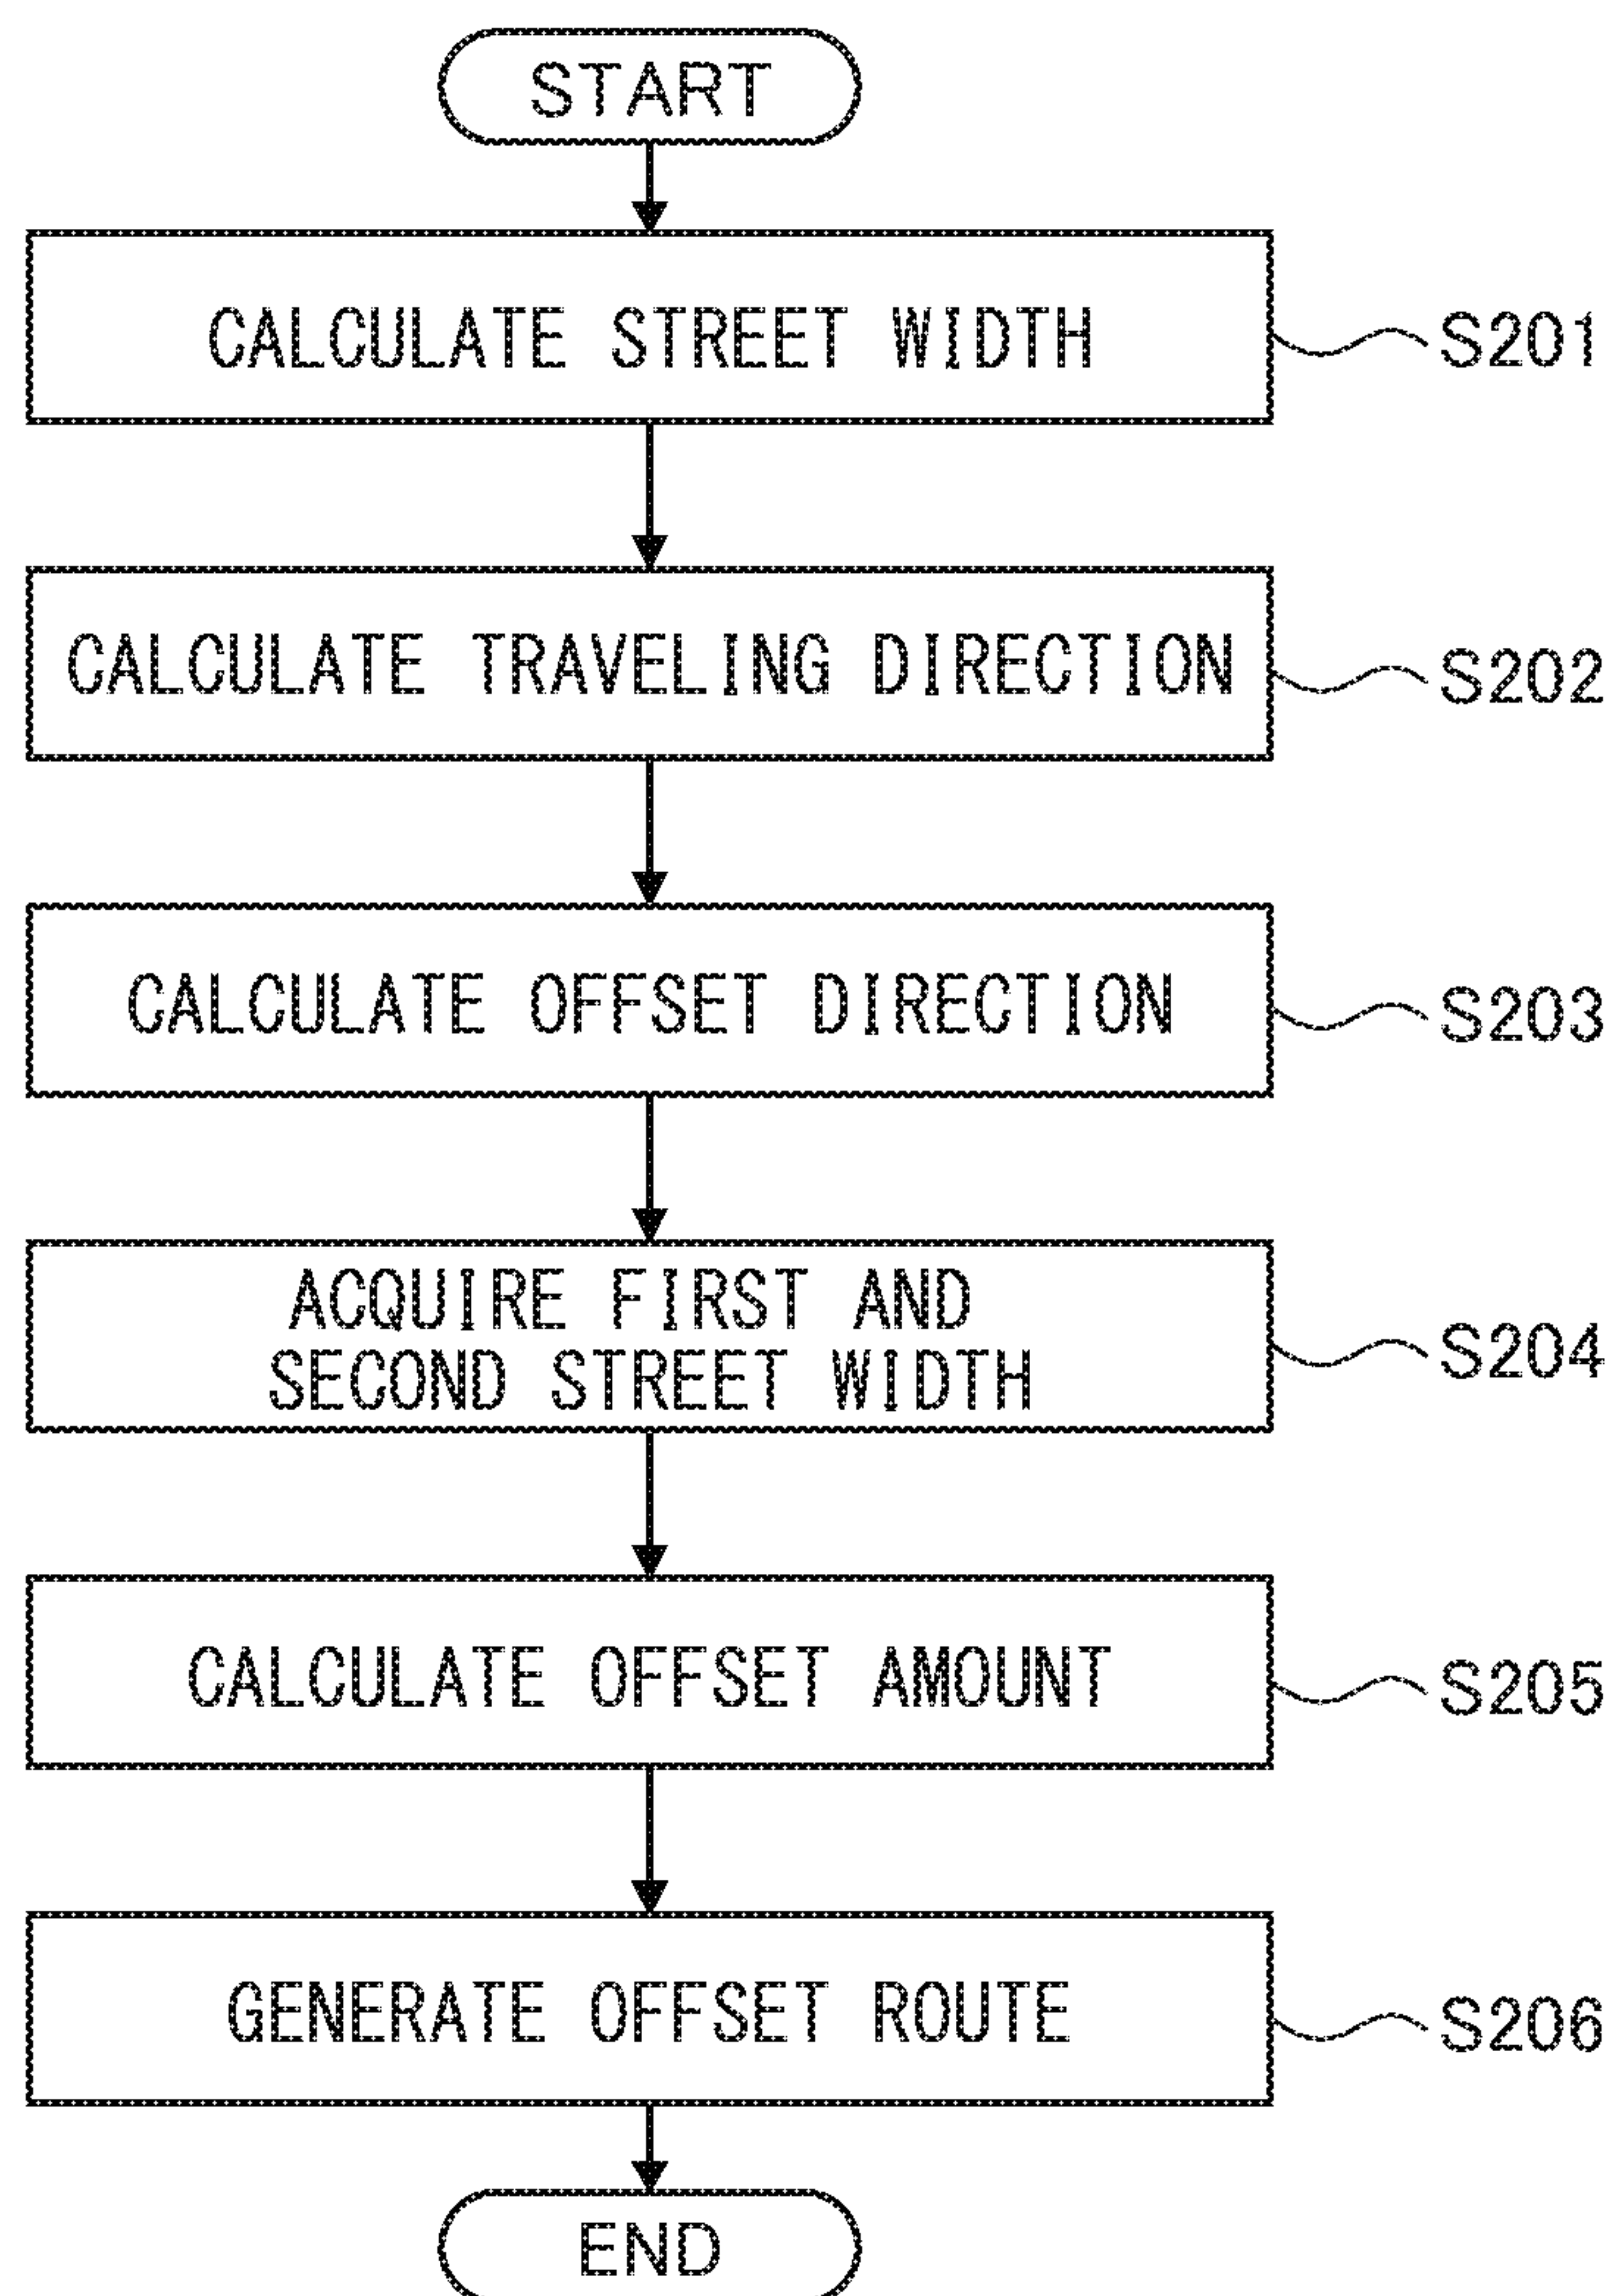 START
CALCULATE STREET WIDTH
S201
CALCULATE TRAVELING DIRECTION
S202
CALCULATE OFFSET DIRECTION
S203
ACQUIRE FIRST AND
SECOND STREET WIDTH
S204
CALCULATE OFFSET AMOUNT
S205
GENERATE OFFSET ROUTE
S206
END